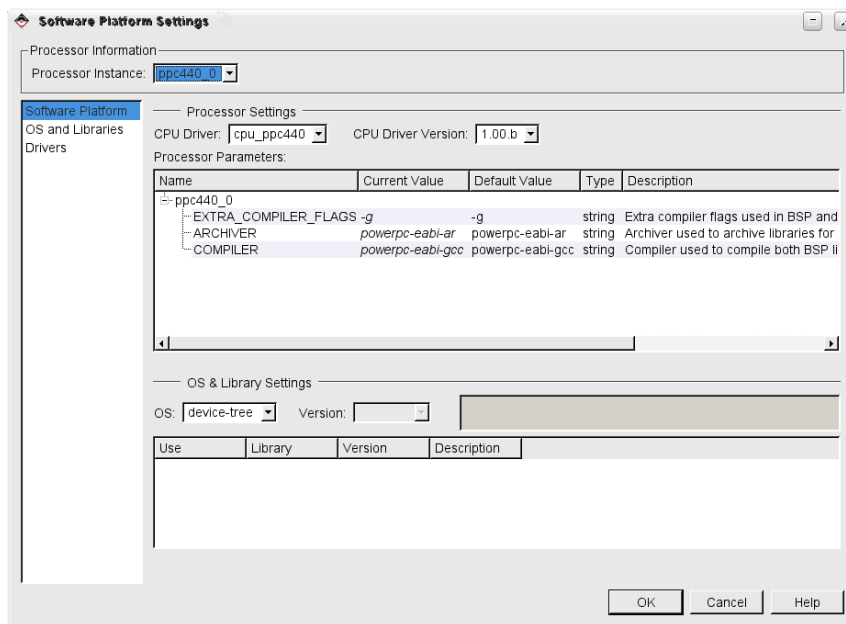 Software Platform Settings
Processor Information
Processor Instance: ppc440_0
Software Platform
OS and Libraries
Drivers
Processor Settings
CPU Driver: cpu_ppc440 CPU Driver Version: 1.00.b
Processor Parameters:
Name Current Value Default Value Type Description
ppc440_0
EXTRA_COMPILER_FLAGS -g -g string Extra compiler flags used in BSP and
ARCHIVER powerpc-eabi-ar powerpc-eabi-ar string Archiver used to archive libraries for
COMPILER powerpc-eabi-gcc powerpc-eabi-gcc string Compiler used to compile both BSP li
OS & Library Settings
OS: device-tree Version:
Use Library Version Description
OK Cancel Help